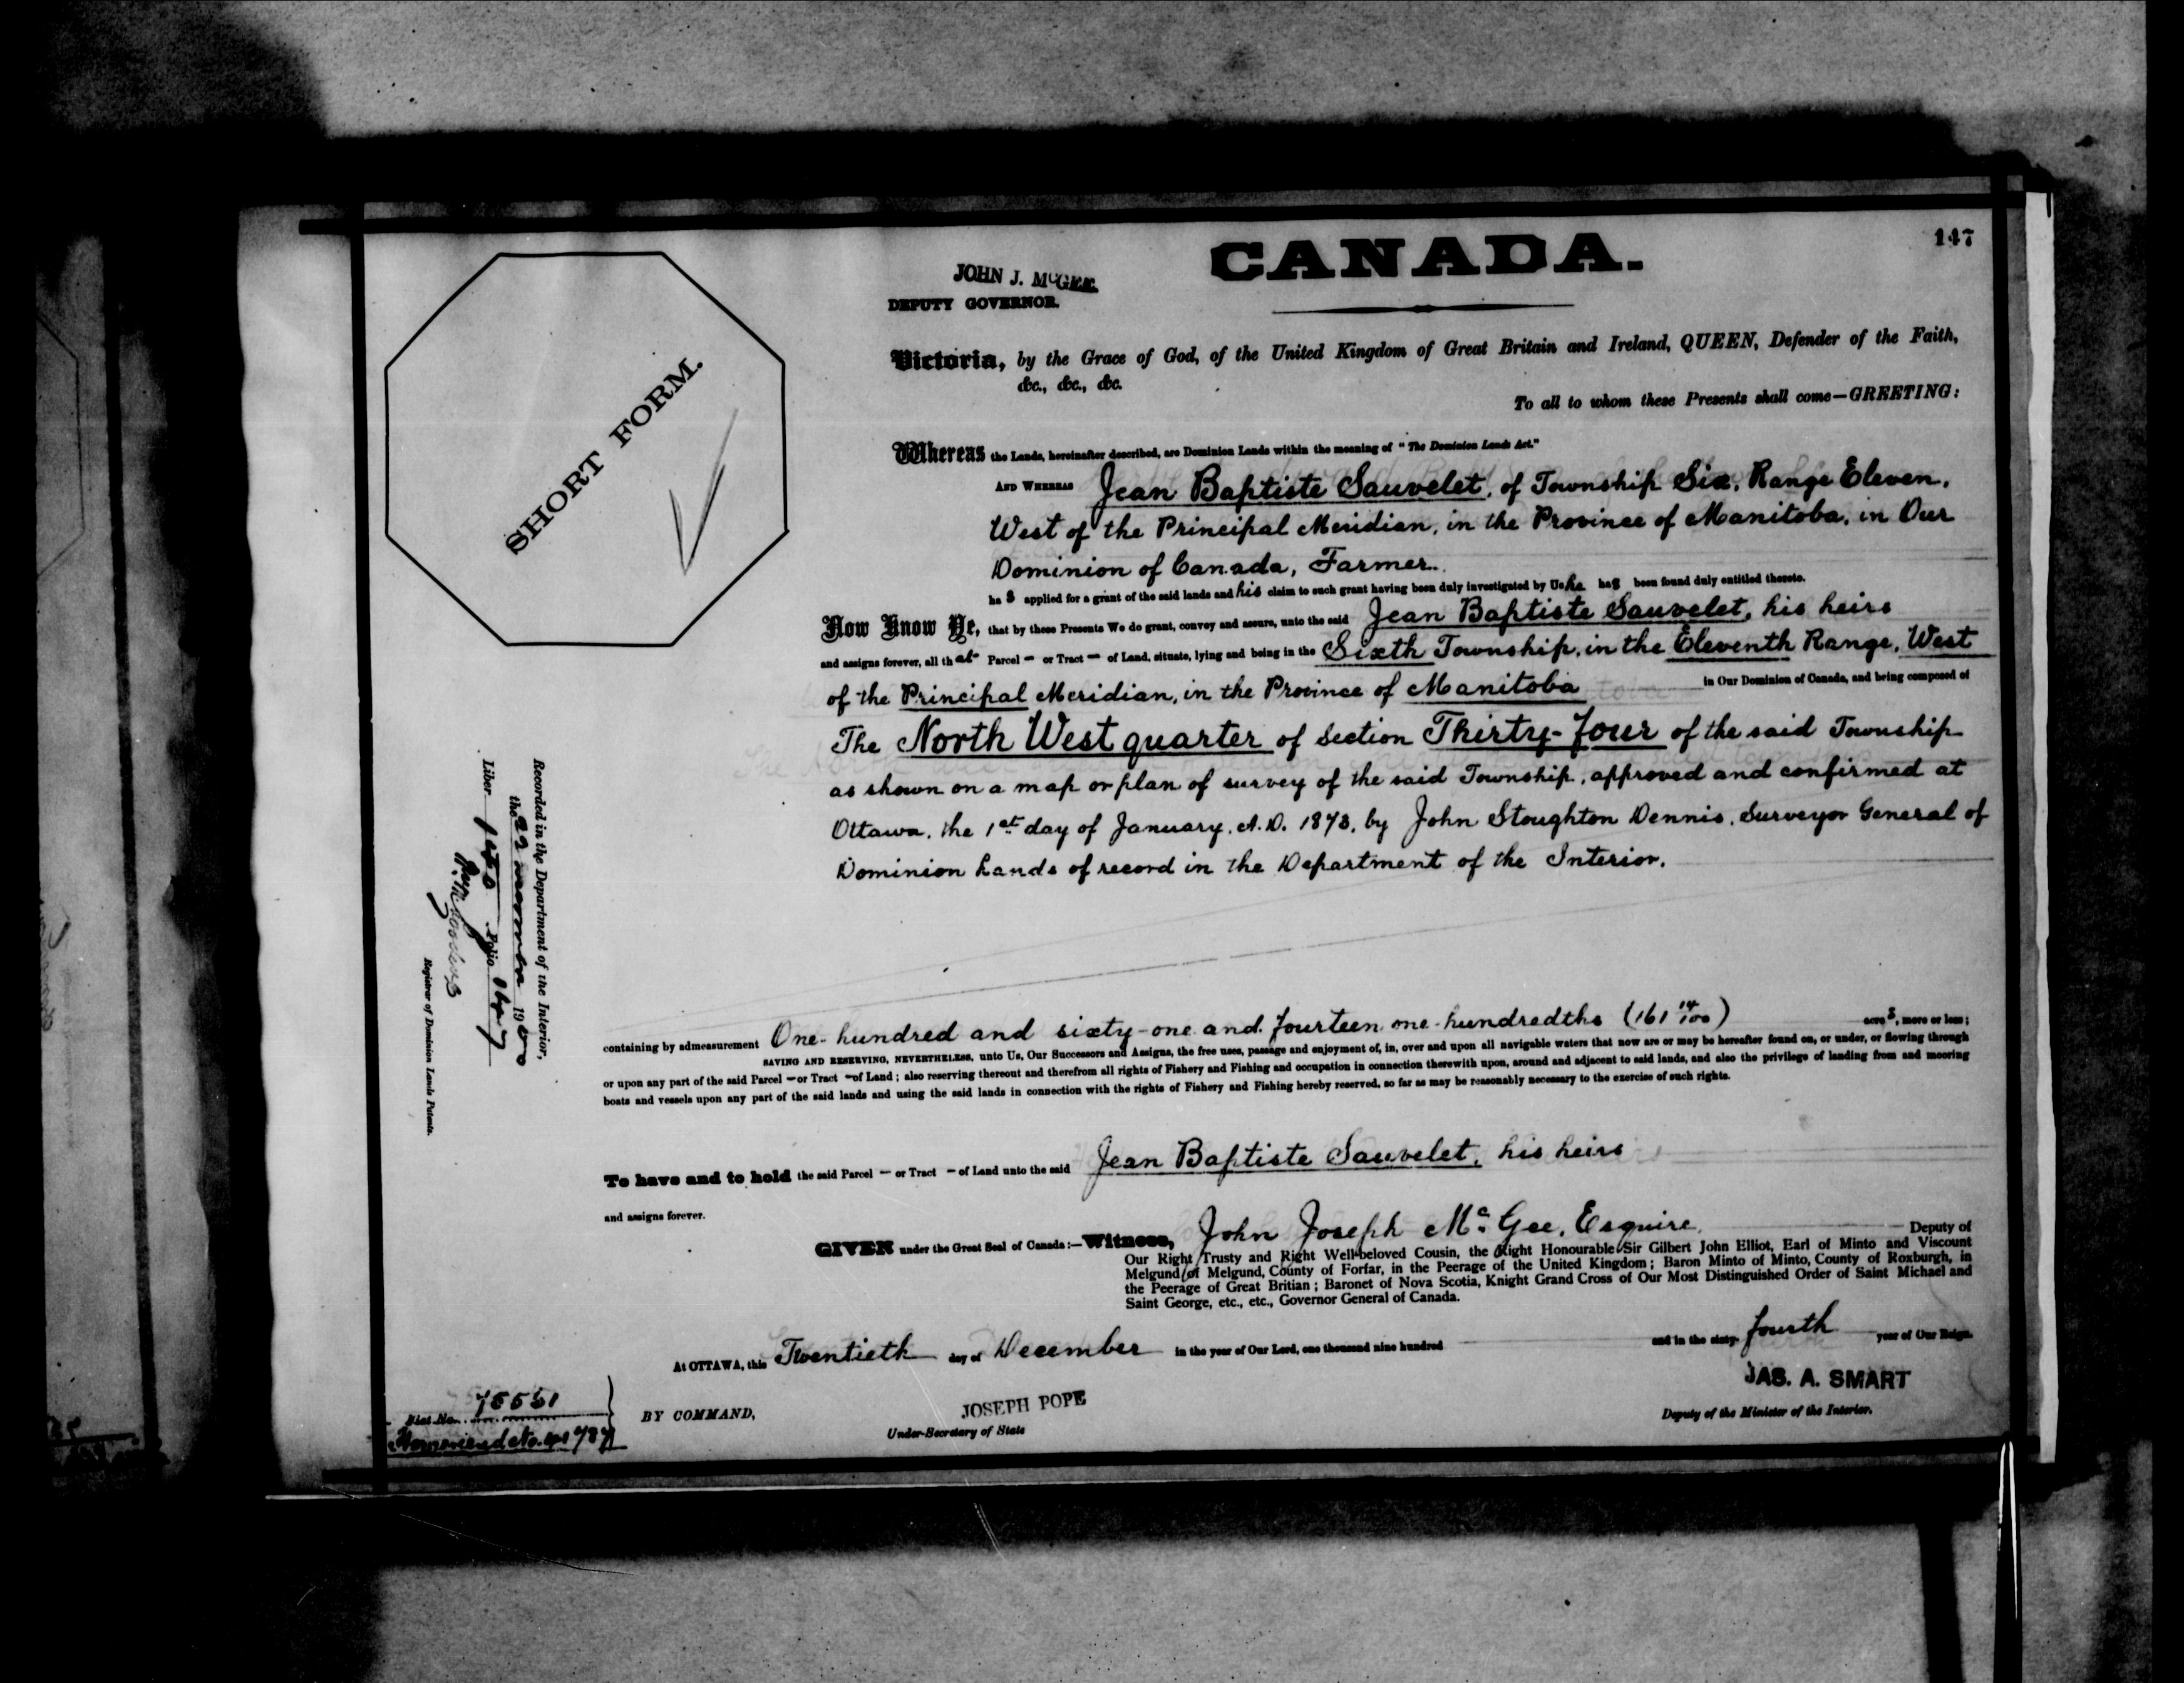 147
CANADA.
JOHN J. McGEE.
DEPUTY GOVERNOR.
SHORT FORM.
Victoria, by the Grace of God, of the United Kingdom of Great Britain and Ireland, QUEEN, Defender of the Faith,
&c., &c., &c.
To all to whom these Presents shall come—GREETING:
Whereas the Lands, hereinafter described, are Dominion Lands within the meaning of "The Dominion Lands Act."
AND WHEREAS Jean Baptiste Sauvelet, of Township Six, Range Eleven,
West of the Principal Meridian, in the Province of Manitoba, in Our
Dominion of Canada, Farmer.
ha s applied for a grant of the said lands and his claim to such grant having been duly investigated by Us he has been found duly entitled thereto.
Now Know Ye, that by these Presents We do grant, convey and assure, unto the said Jean Baptiste Sauvelet, his heirs
and assigns forever, all that Parcel — or Tract — of Land, situate, lying and being in the Sixth Township, in the Eleventh Range, West
of the Principal Meridian, in the Province of Manitoba in Our Dominion of Canada, and being composed of
The North West quarter of Section Thirty-Four of the said Township
as shown on a map or plan of survey of the said Township, approved and confirmed at
Ottawa, the 1st day of January, A.D. 1873, by John Stoughton Dennis, Surveyor General of
Dominion Lands of record in the Department of the Interior.
containing by admeasurement One hundred and sixty-one and fourteen one-hundredths (161 14/100) acres, more or less;
SAVING AND RESERVING, NEVERTHELESS, unto Us, Our Successors and Assigns, the free uses, passage and enjoyment of, in, over and upon all navigable waters that now are or may be hereafter found on, or under, or flowing through
or upon any part of the said Parcel — or Tract — of Land; also reserving thereout and therefrom all rights of Fishery and Fishing and occupation in connection therewith upon, around and adjacent to said lands, and also the privilege of landing from and mooring
boats and vessels upon any part of the said lands and using the said lands in connection with the rights of Fishery and Fishing hereby reserved, so far as may be reasonably necessary to the exercise of such rights.
To have and to hold the said Parcel — or Tract — of Land unto the said Jean Baptiste Sauvelet, his heirs
and assigns forever.
GIVEN under the Great Seal of Canada:—Witness, John Joseph McGee, Esquire, Deputy of
Our Right Trusty and Right Well-beloved Cousin, the Right Honourable Sir Gilbert John Elliot, Earl of Minto and Viscount
Melgund of Melgund, County of Forfar, in the Peerage of the United Kingdom; Baron Minto of Minto, County of Roxburgh, in
the Peerage of Great Britian; Baronet of Nova Scotia, Knight Grand Cross of Our Most Distinguished Order of Saint Michael and
Saint George, etc., etc., Governor General of Canada.
At OTTAWA, this Twentieth day of December in the year of Our Lord, one thousand nine hundred and in the sixty-fourth year of Our Reign.
JAS. A. SMART
Deputy of the Minister of the Interior.
BY COMMAND,
JOSEPH POPE
Under-Secretary of State
Homestead No.
Recorded in the Department of the Interior,
the 22 December 1900
Liber Folio 147
Registrar of Dominion Lands Patents.